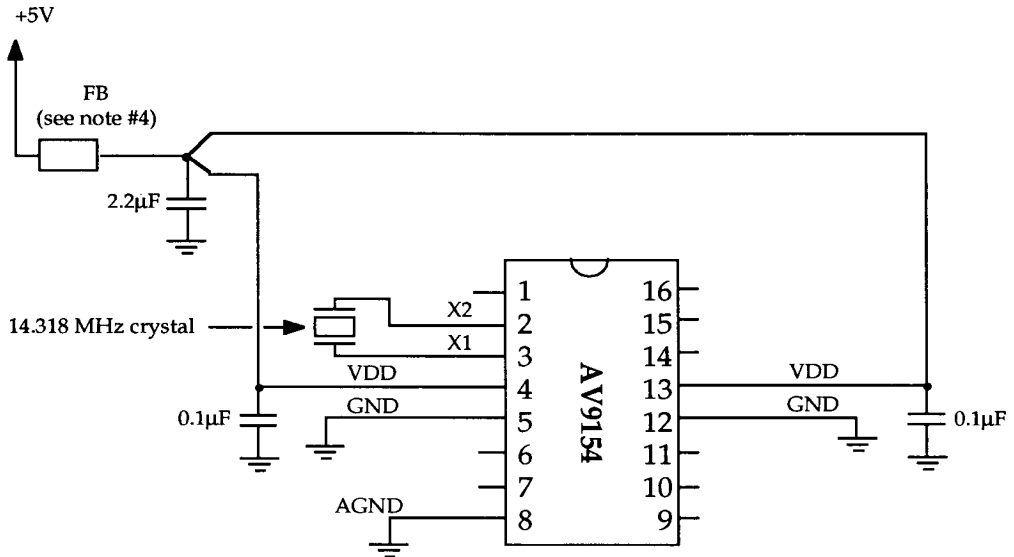 +5V
FB
(see note #4)
2.2µF
14.318 MHz crystal
X2
X1
VDD
GND
0.1µF
AGND
1
2
3
4
5
6
7
8
AV9154
16
15
14
13
12
11
10
9
VDD
GND
0.1µF